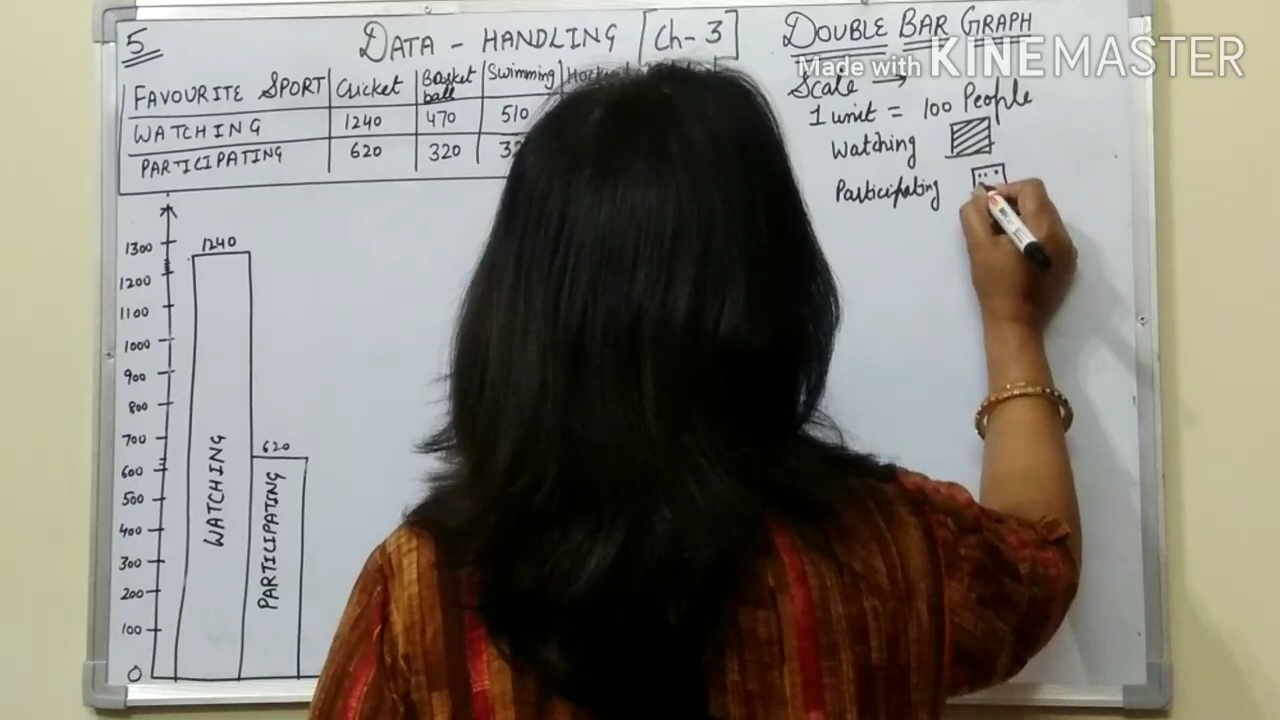 5
DATA - HANDLING [Ch-3]
DOUBLE BAR GRAPH
Made with KINEMASTER
FAVOURITE SPORT Cricket Basket ball Swimming
WATCHING 1240 470 510
PARTICIPATING 620 320
Scale →
1 unit = 100 People
Watching
Participating
1300
1200
1100
1000
900
800
700
600
500
400
300
200
100
0
1240
WATCHING
620
PARTICIPATING